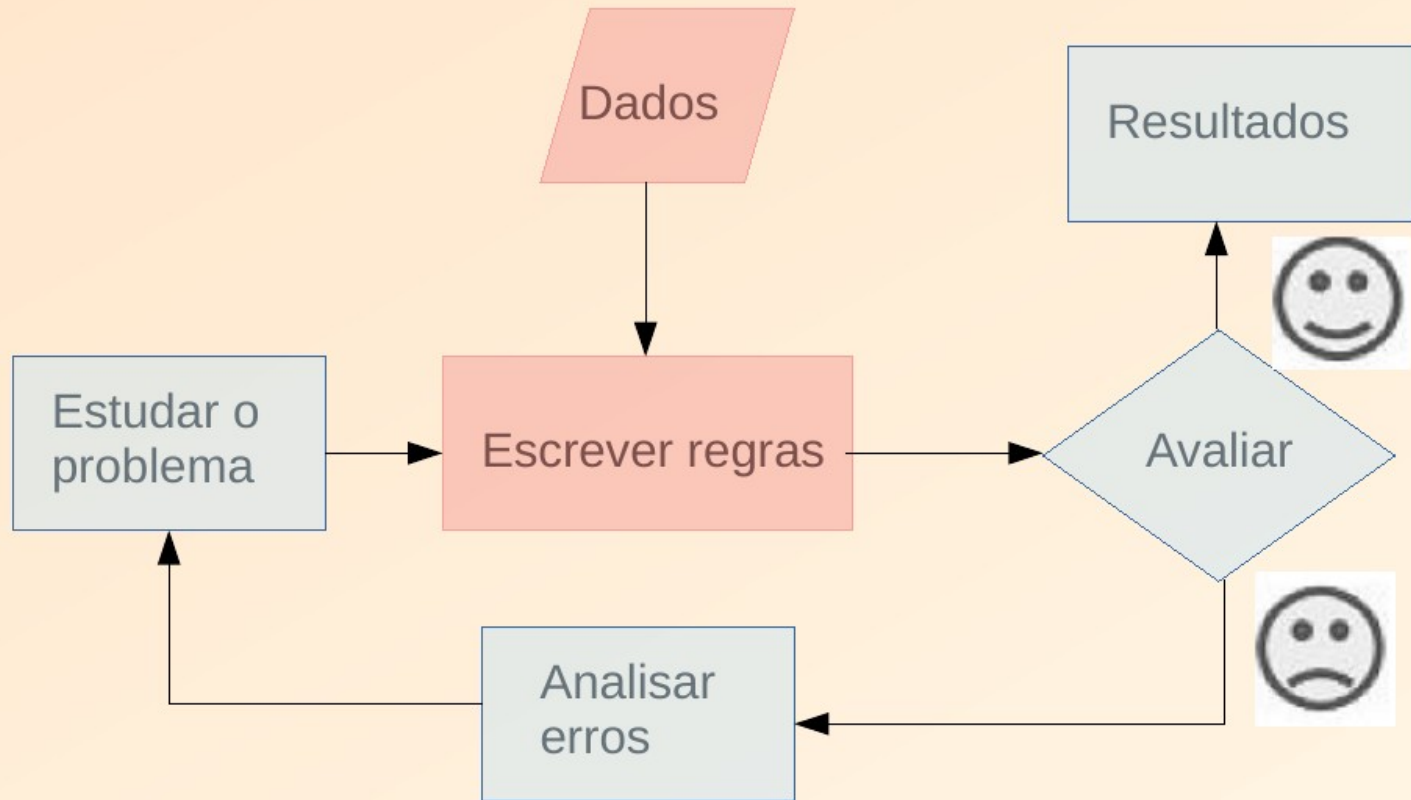 Dados
Resultados
Estudar o
problema
Escrever regras
Avaliar
Analisar
erros